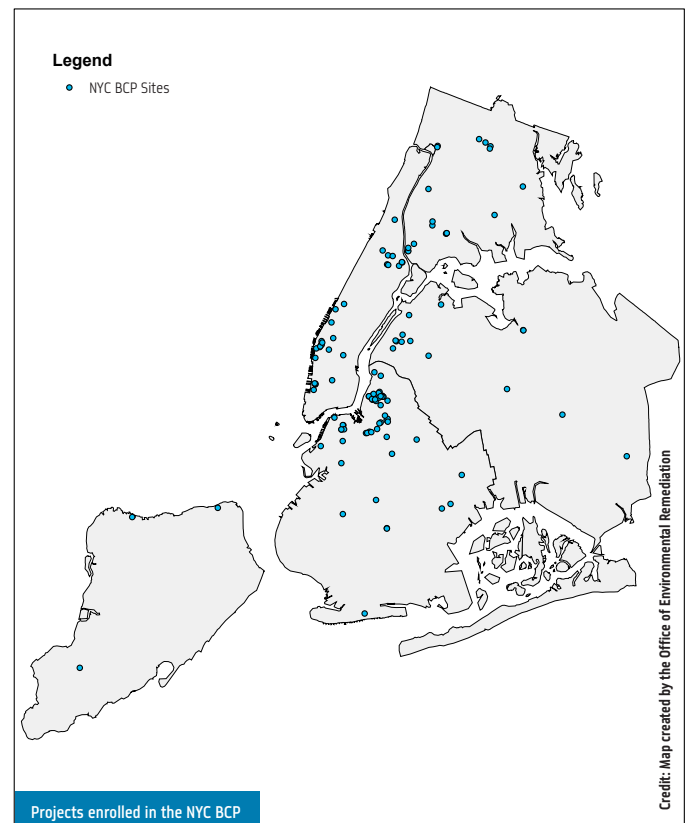 Legend
NYC BCP Sites
Credit: Map created by the Office of Environmental Remediation
Projects enrolled in the NYC BCP